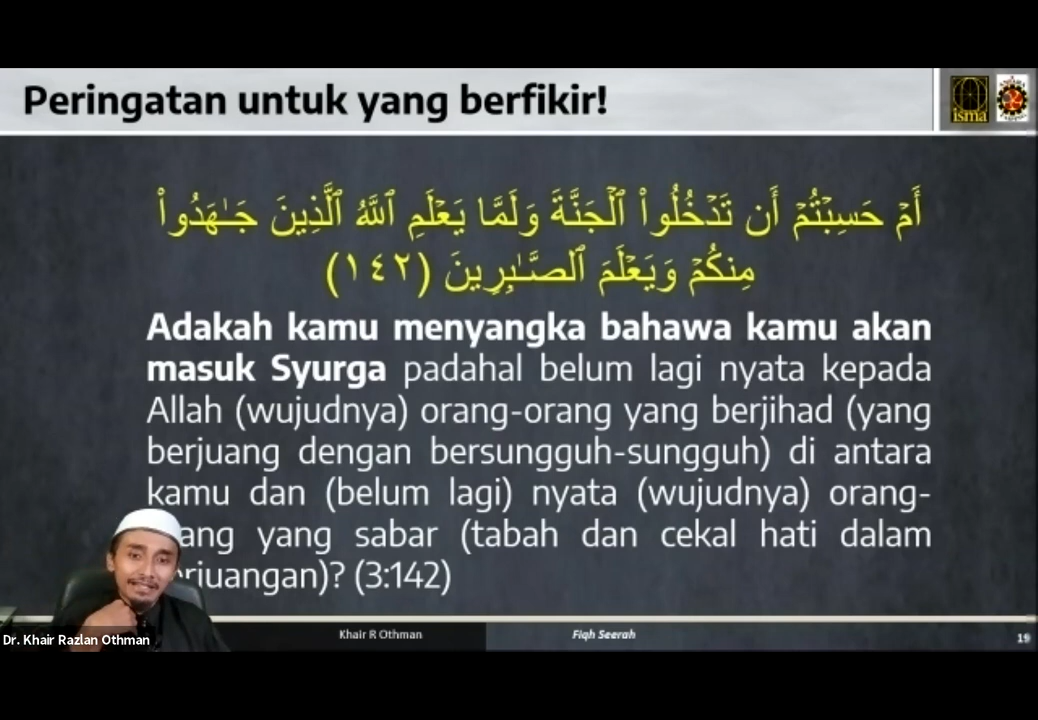 Peringatan untuk yang berfikir!
isma
أَمْ حَسِبْتُمْ أَن تَدْخُلُوا۟ ٱلْجَنَّةَ وَلَمَّا يَعْلَمِ ٱللَّهُ ٱلَّذِينَ جَـٰهَدُوا۟
مِنكُمْ وَيَعْلَمَ ٱلصَّـٰبِرِينَ (١٤٢)
Adakah kamu menyangka bahawa kamu akan
masuk Syurga padahal belum lagi nyata kepada
Allah (wujudnya) orang-orang yang berjihad (yang
berjuang dengan bersungguh-sungguh) di antara
kamu dan (belum lagi) nyata (wujudnya) orang-
ang yang sabar (tabah dan cekal hati dalam
rjuangan)? (3:142)
Dr. Khair Razlan Othman
Khair R Othman
Fiqh Seerah
19